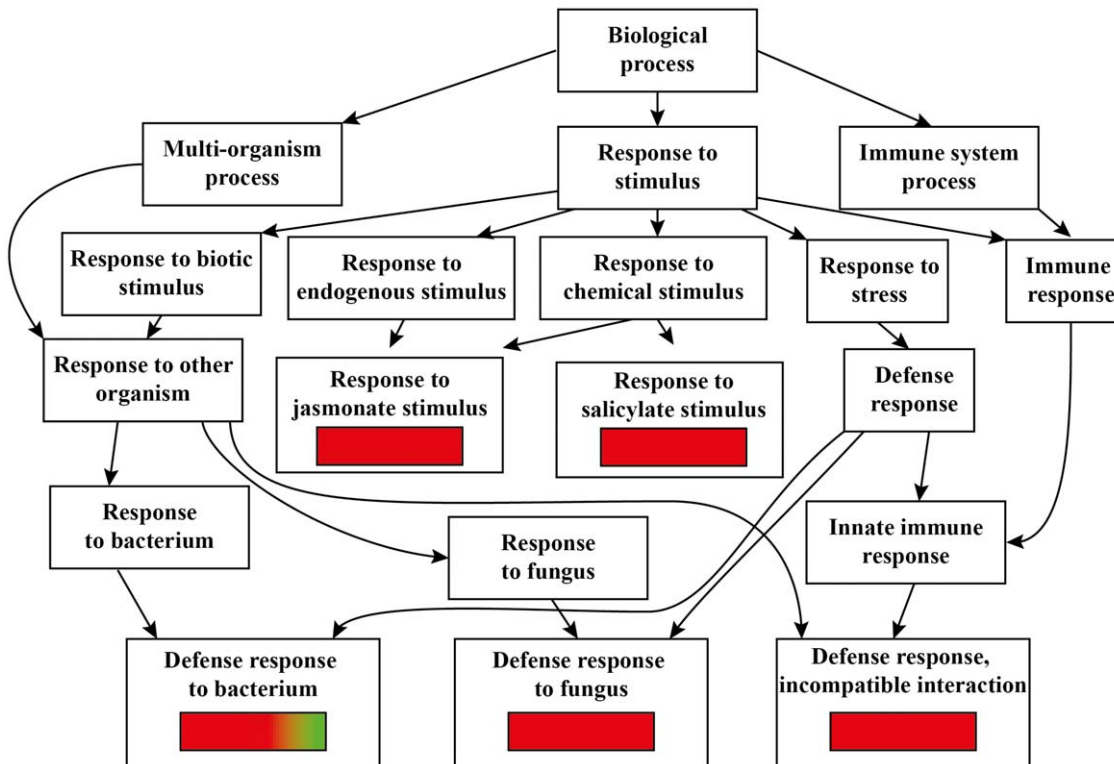 Biological
process
Multi-organism
process
Response to
stimulus
Immune system
process
Response to biotic
stimulus
Response to
endogenous stimulus
Response to
chemical stimulus
Response to
stress
Immune
response
Response to other
organism
Response to
jasmonate stimulus
Response to
salicylate stimulus
Defense
response
Response
to bacterium
Response
to fungus
Innate immune
response
Defense response
to bacterium
Defense response
to fungus
Defense response,
incompatible interaction